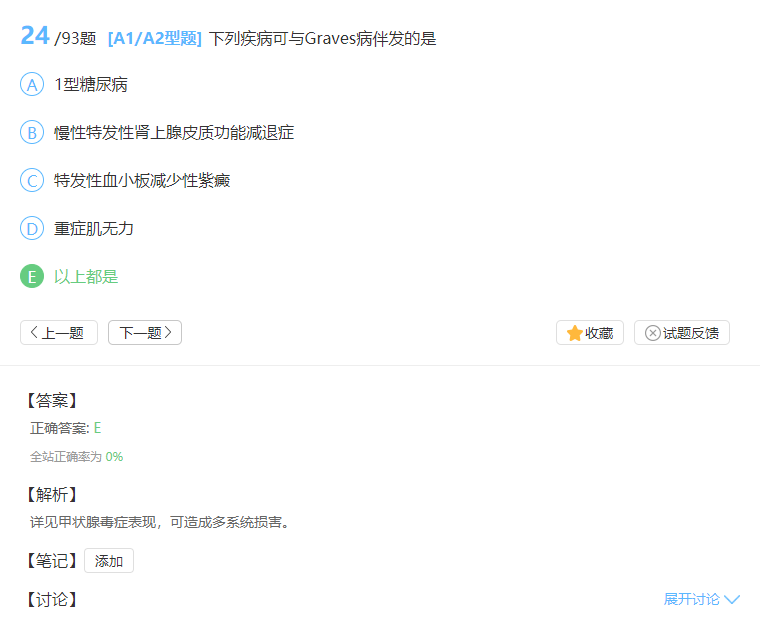 24 /93题 [A1/A2型题] 下列疾病可与Graves病伴发的是
A 1型糖尿病
B 慢性特发性肾上腺皮质功能减退症
C 特发性血小板减少性紫癜
D 重症肌无力
E 以上都是
上一题 下一题 收藏 试题反馈
【答案】
正确答案: E
全站正确率为 0%
【解析】
详见甲状腺毒症表现，可造成多系统损害。
【笔记】 添加
【讨论】 展开讨论